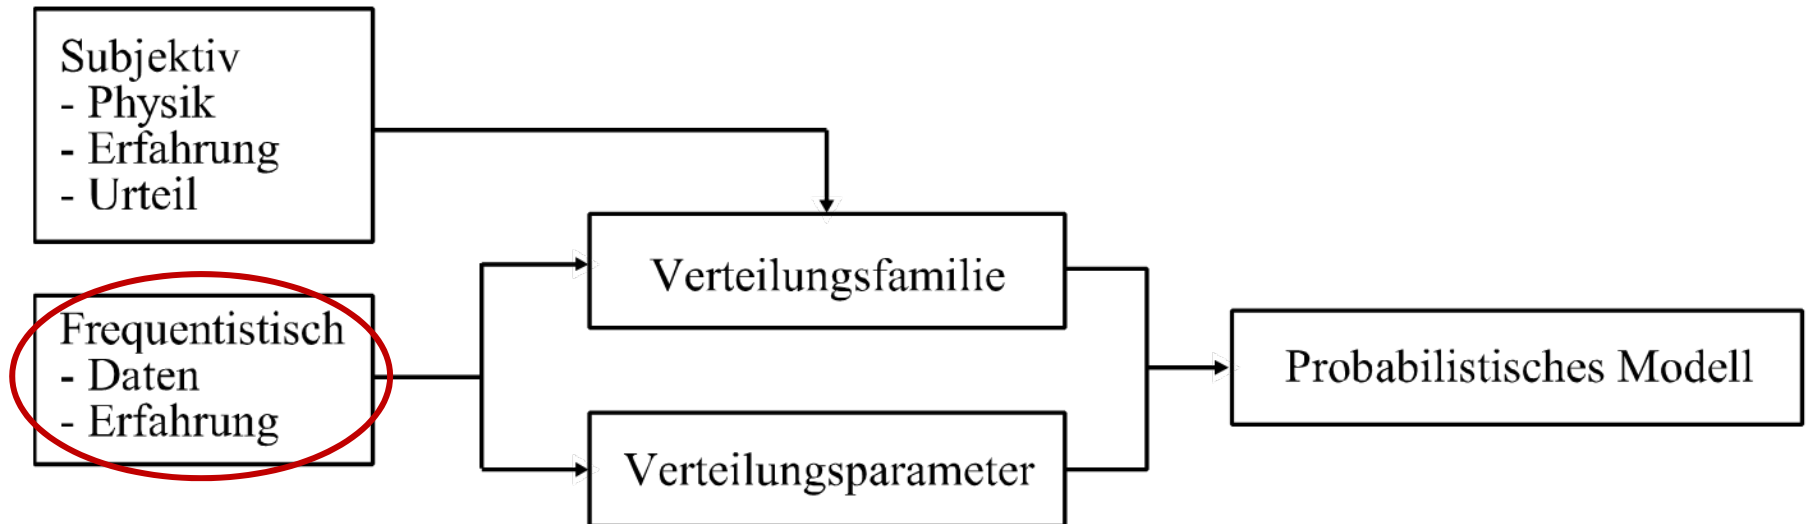 Subjektiv
- Physik
- Erfahrung
- Urteil
Frequentistisch
- Daten
- Erfahrung
Verteilungsfamilie
Verteilungsparameter
Probabilistisches Modell